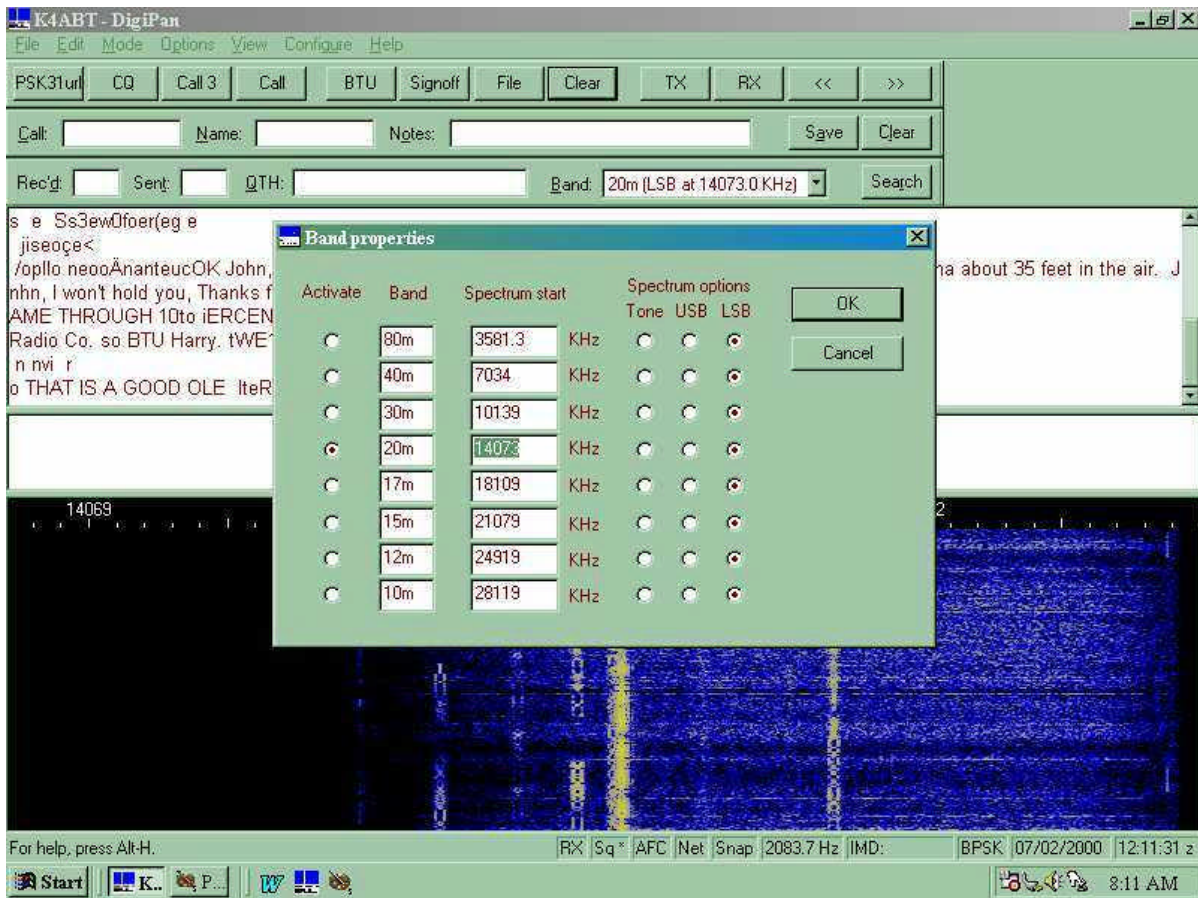 K4ABT - DigiPan
File Edit Mode Options View Configure Help
PSK31url CQ Call 3 Call BTU Signoff File Clear TX RX << >>
Call: Name: Notes: Save Clear
Rec'd: Sent: QTH: Band: 20m (LSB at 14073.0 KHz) Search
s e Ss3ew0foer(eg e
jiseoçe<
/opllo neooÄnanteucOK John, na about 35 feet in the air. J
nhn, I won't hold you, Thanks f
AME THROUGH 10to iERCEN
Radio Co. so BTU Harry. tWE
n nvi r
o THAT IS A GOOD OLE IteR
Band properties
Activate Band Spectrum start Spectrum options
Tone USB LSB
80m 3581.3 KHz
40m 7034 KHz
30m 10139 KHz
20m 14073 KHz
17m 18109 KHz
15m 21079 KHz
12m 24919 KHz
10m 28119 KHz
OK
Cancel
14069 2
For help, press Alt-H. RX Sq* AFC Net Snap 2083.7 Hz IMD: BPSK 07/02/2000 12:11:31 z
Start K.. P... W 8:11 AM